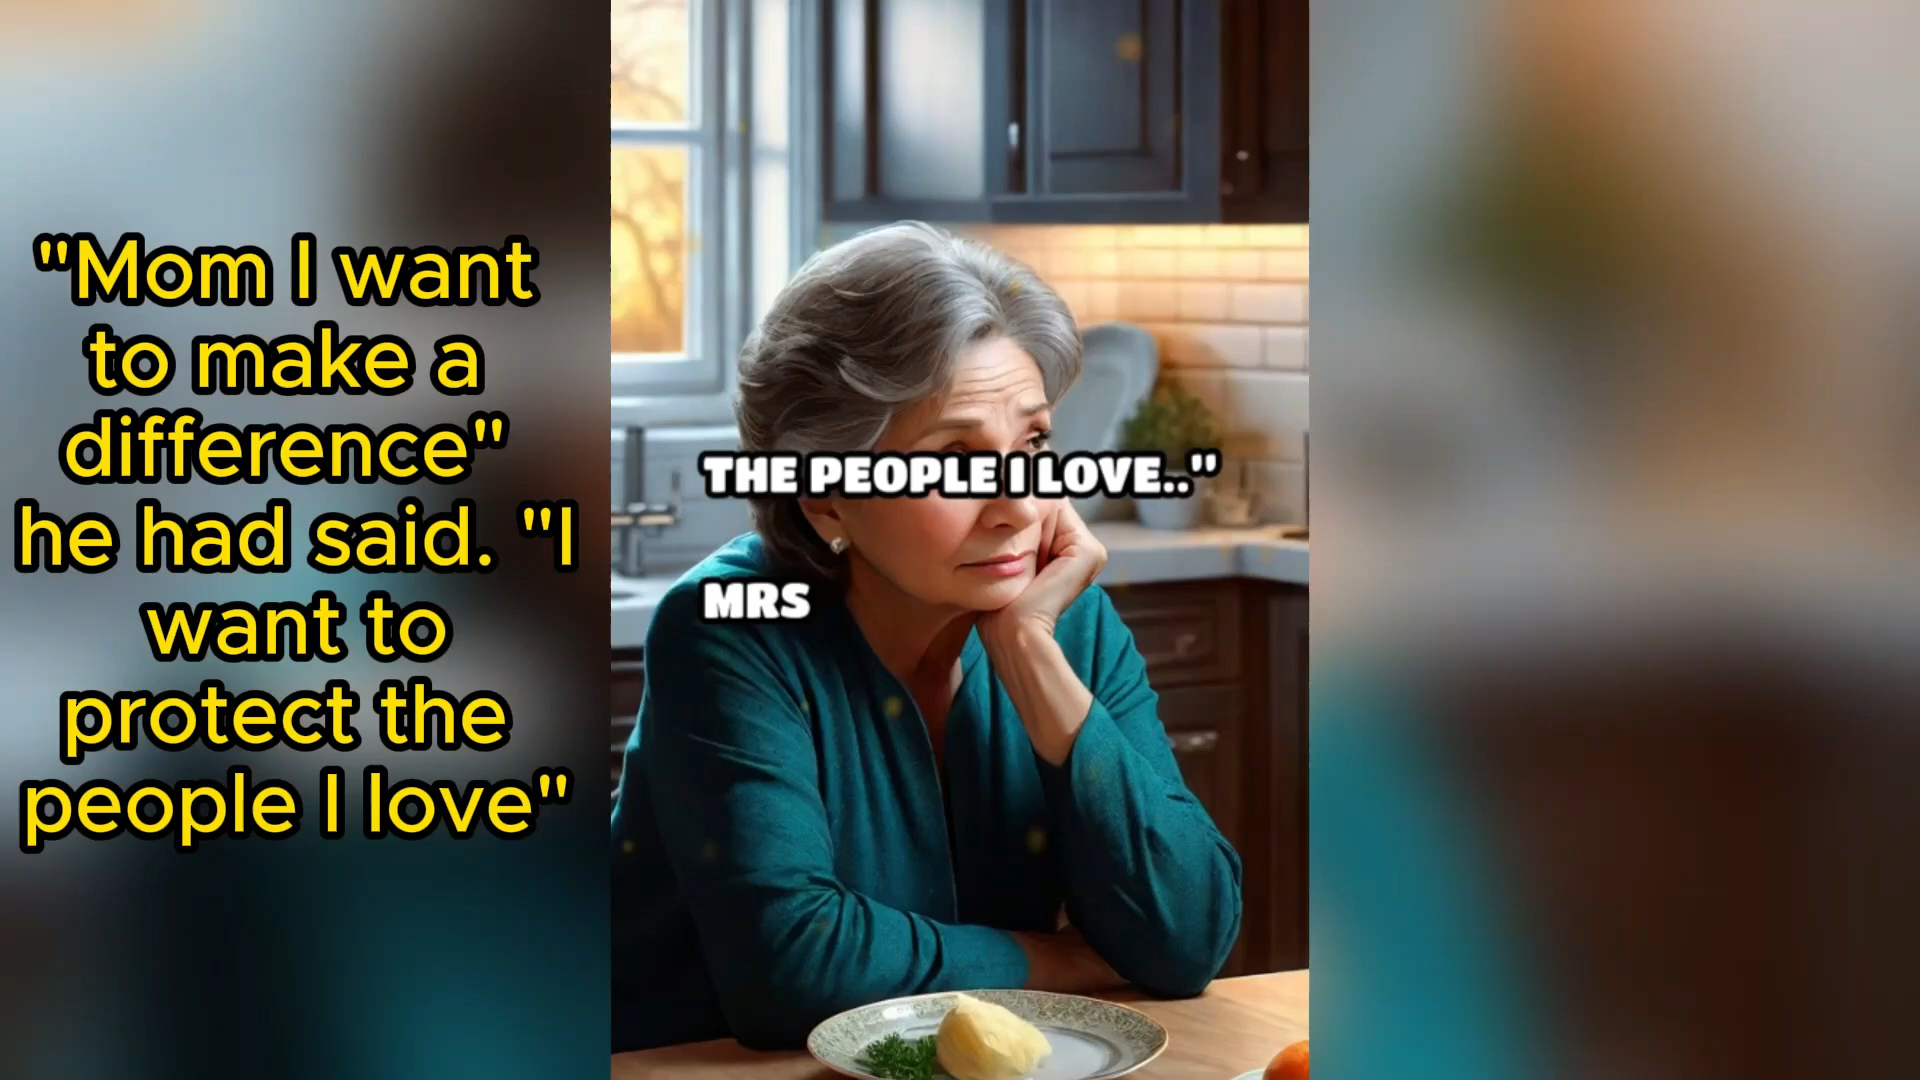 "Mom I want
to make a
difference"
he had said. "I
want to
protect the
people I love"
THE PEOPLE I LOVE.."
MRS